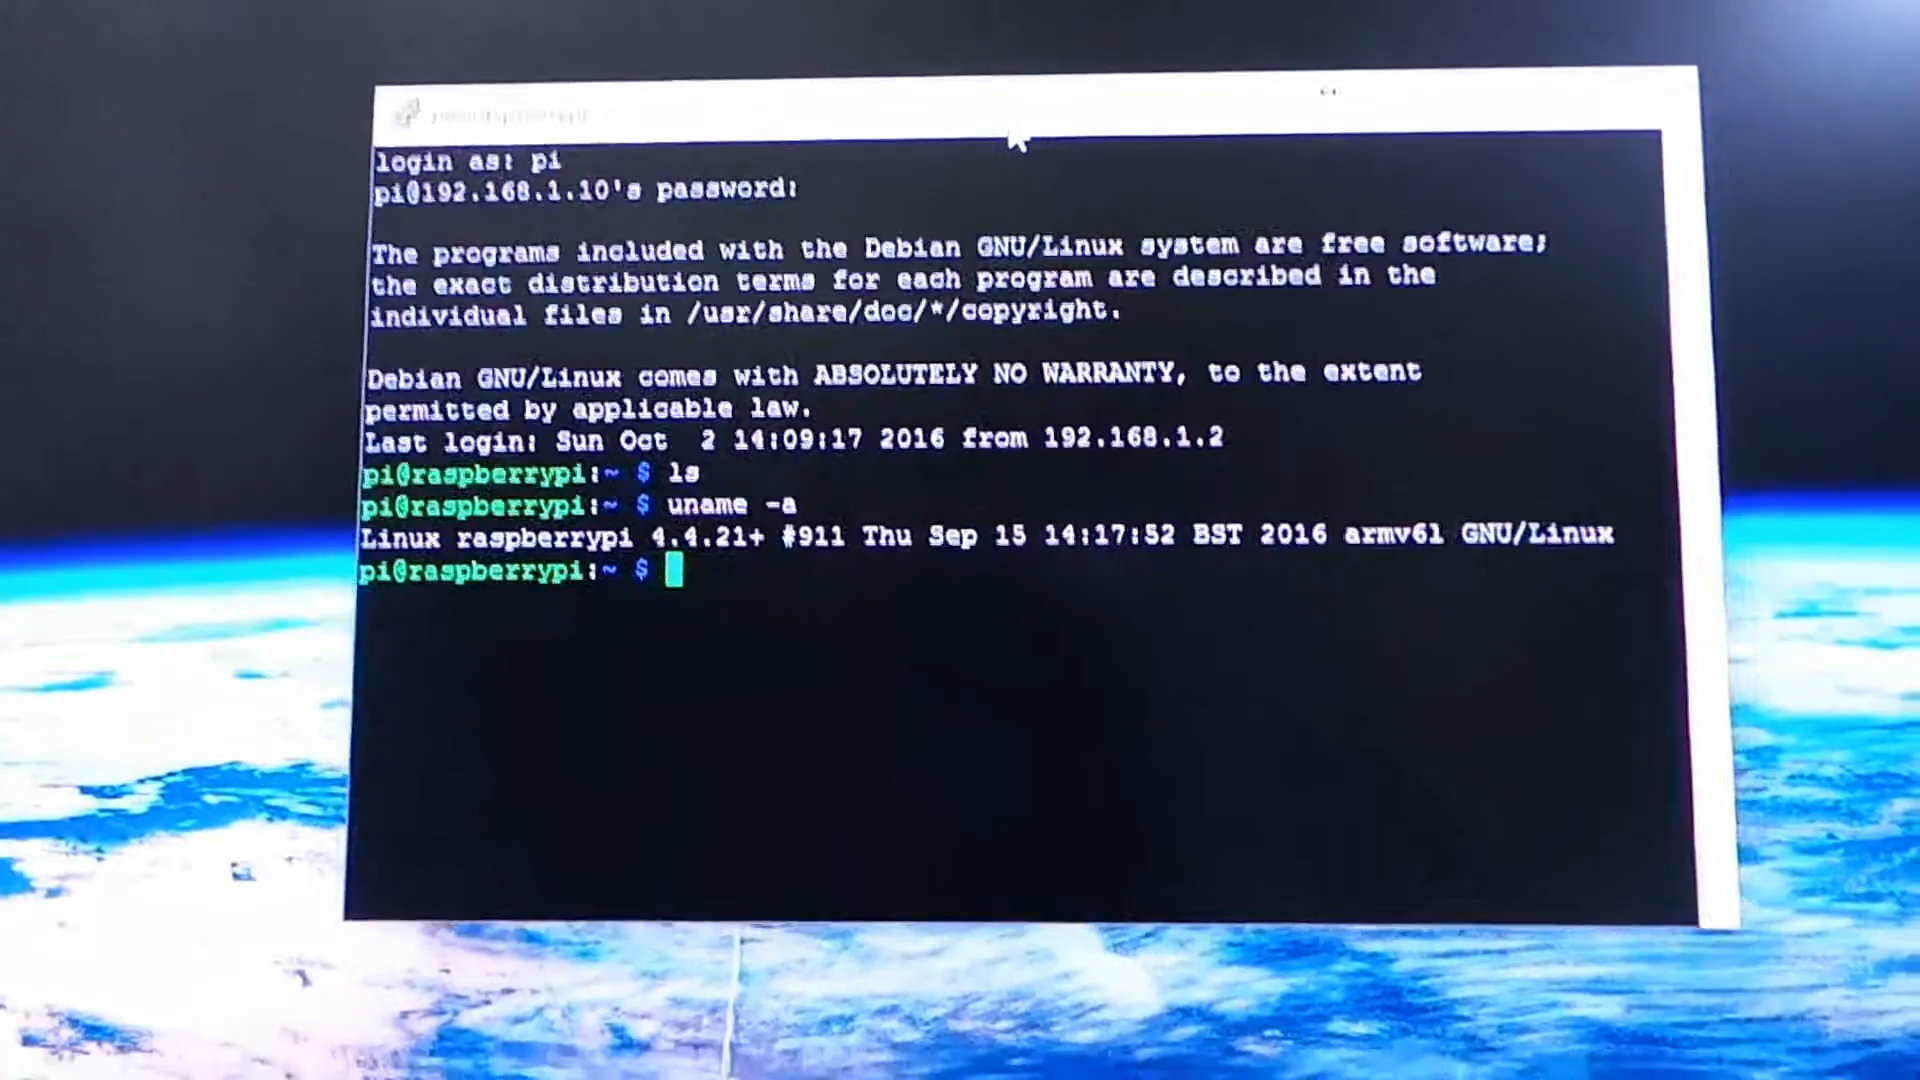 login as: pi
pi@192.168.1.10's password:
The programs included with the Debian GNU/Linux system are free software;
the exact distribution terms for each program are described in the
individual files in /usr/share/doc/*/copyright.
Debian GNU/Linux comes with ABSOLUTELY NO WARRANTY, to the extent
permitted by applicable law.
Last login: Sun Oct  2 14:09:17 2016 from 192.168.1.2
pi@raspberrypi:~ $ ls
pi@raspberrypi:~ $ uname -a
Linux raspberrypi 4.4.21+ #911 Thu Sep 15 14:17:52 BST 2016 armv6l GNU/Linux
pi@raspberrypi:~ $